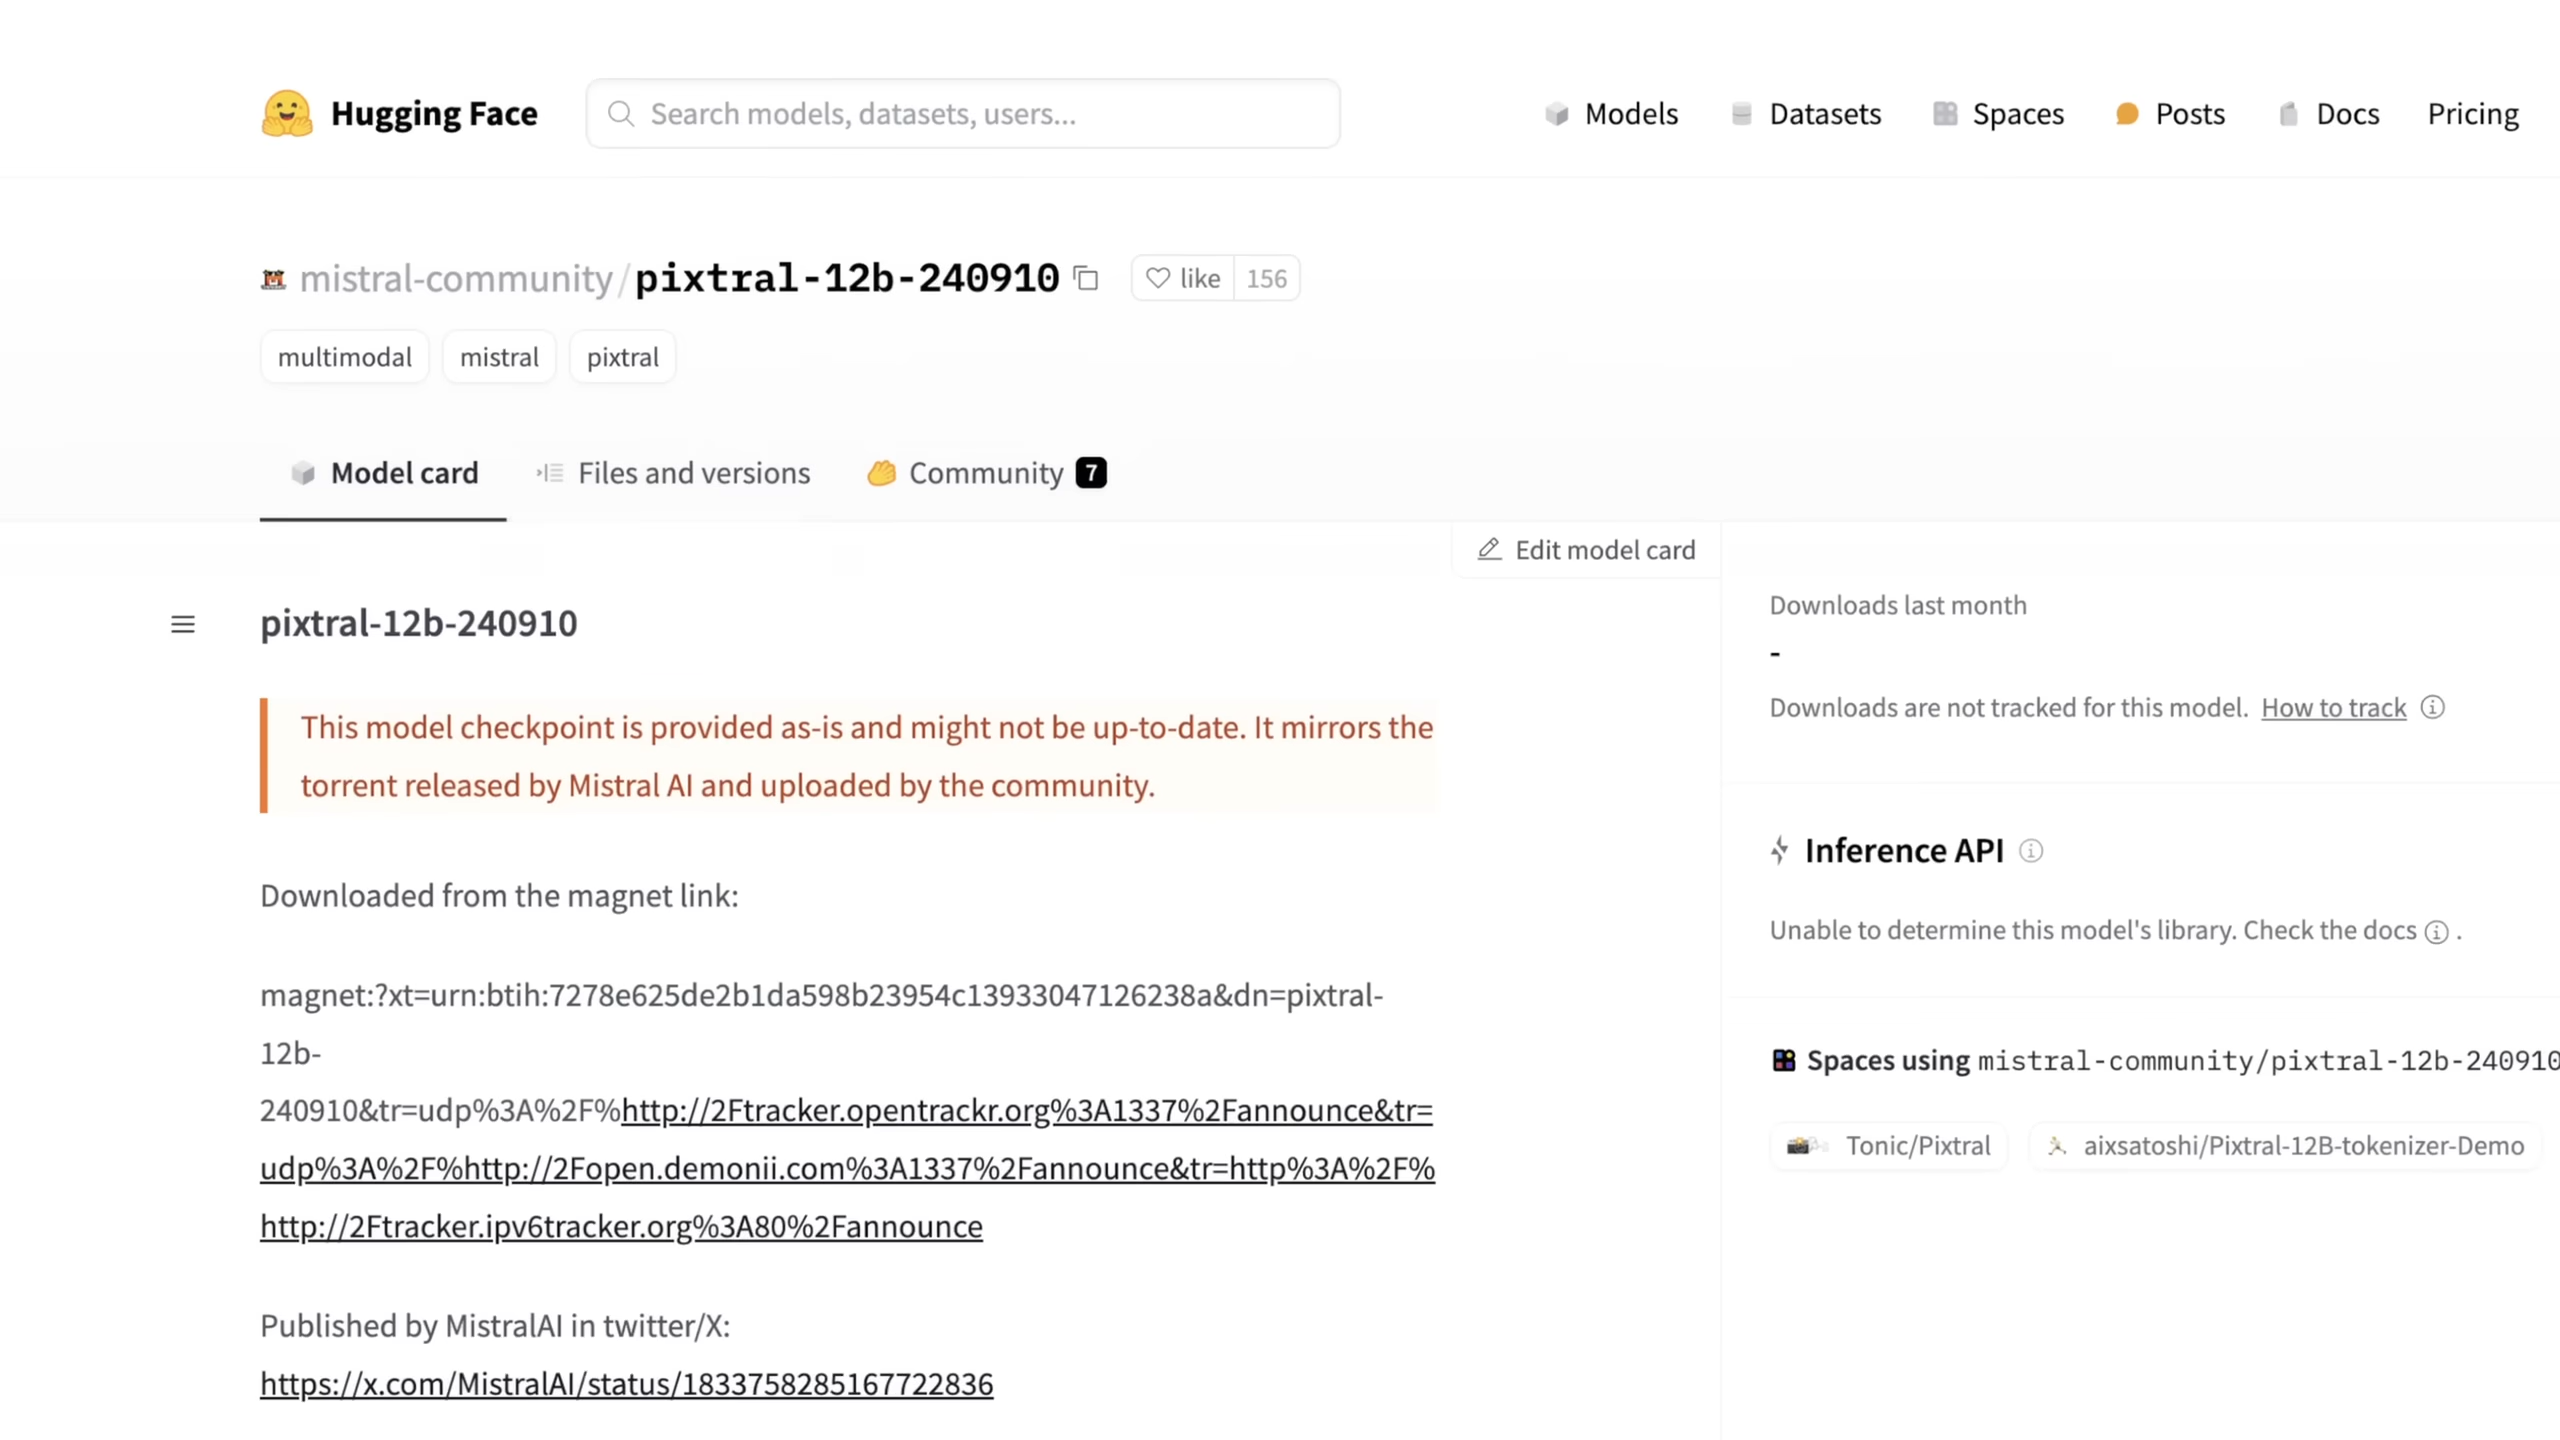 Hugging Face
Search models, datasets, users...
Models
Datasets
Spaces
Posts
Docs
Pricing
mistral-community/pixtral-12b-240910
like 156
multimodal
mistral
pixtral
Model card
Files and versions
Community 7
Edit model card
pixtral-12b-240910
This model checkpoint is provided as-is and might not be up-to-date. It mirrors the
torrent released by Mistral AI and uploaded by the community.
Downloaded from the magnet link:
magnet:?xt=urn:btih:7278e625de2b1da598b23954c13933047126238a&dn=pixtral-
12b-
240910&tr=udp%3A%2F%http://2Ftracker.opentrackr.org%3A1337%2Fannounce&tr=
udp%3A%2F%http://2Fopen.demonii.com%3A1337%2Fannounce&tr=http%3A%2F%
http://2Ftracker.ipv6tracker.org%3A80%2Fannounce
Published by MistralAI in twitter/X:
https://x.com/MistralAI/status/1833758285167722836
Downloads last month
-
Downloads are not tracked for this model. How to track
Inference API
Unable to determine this model's library. Check the docs .
Spaces using mistral-community/pixtral-12b-240910
Tonic/Pixtral
aixsatoshi/Pixtral-12B-tokenizer-Demo